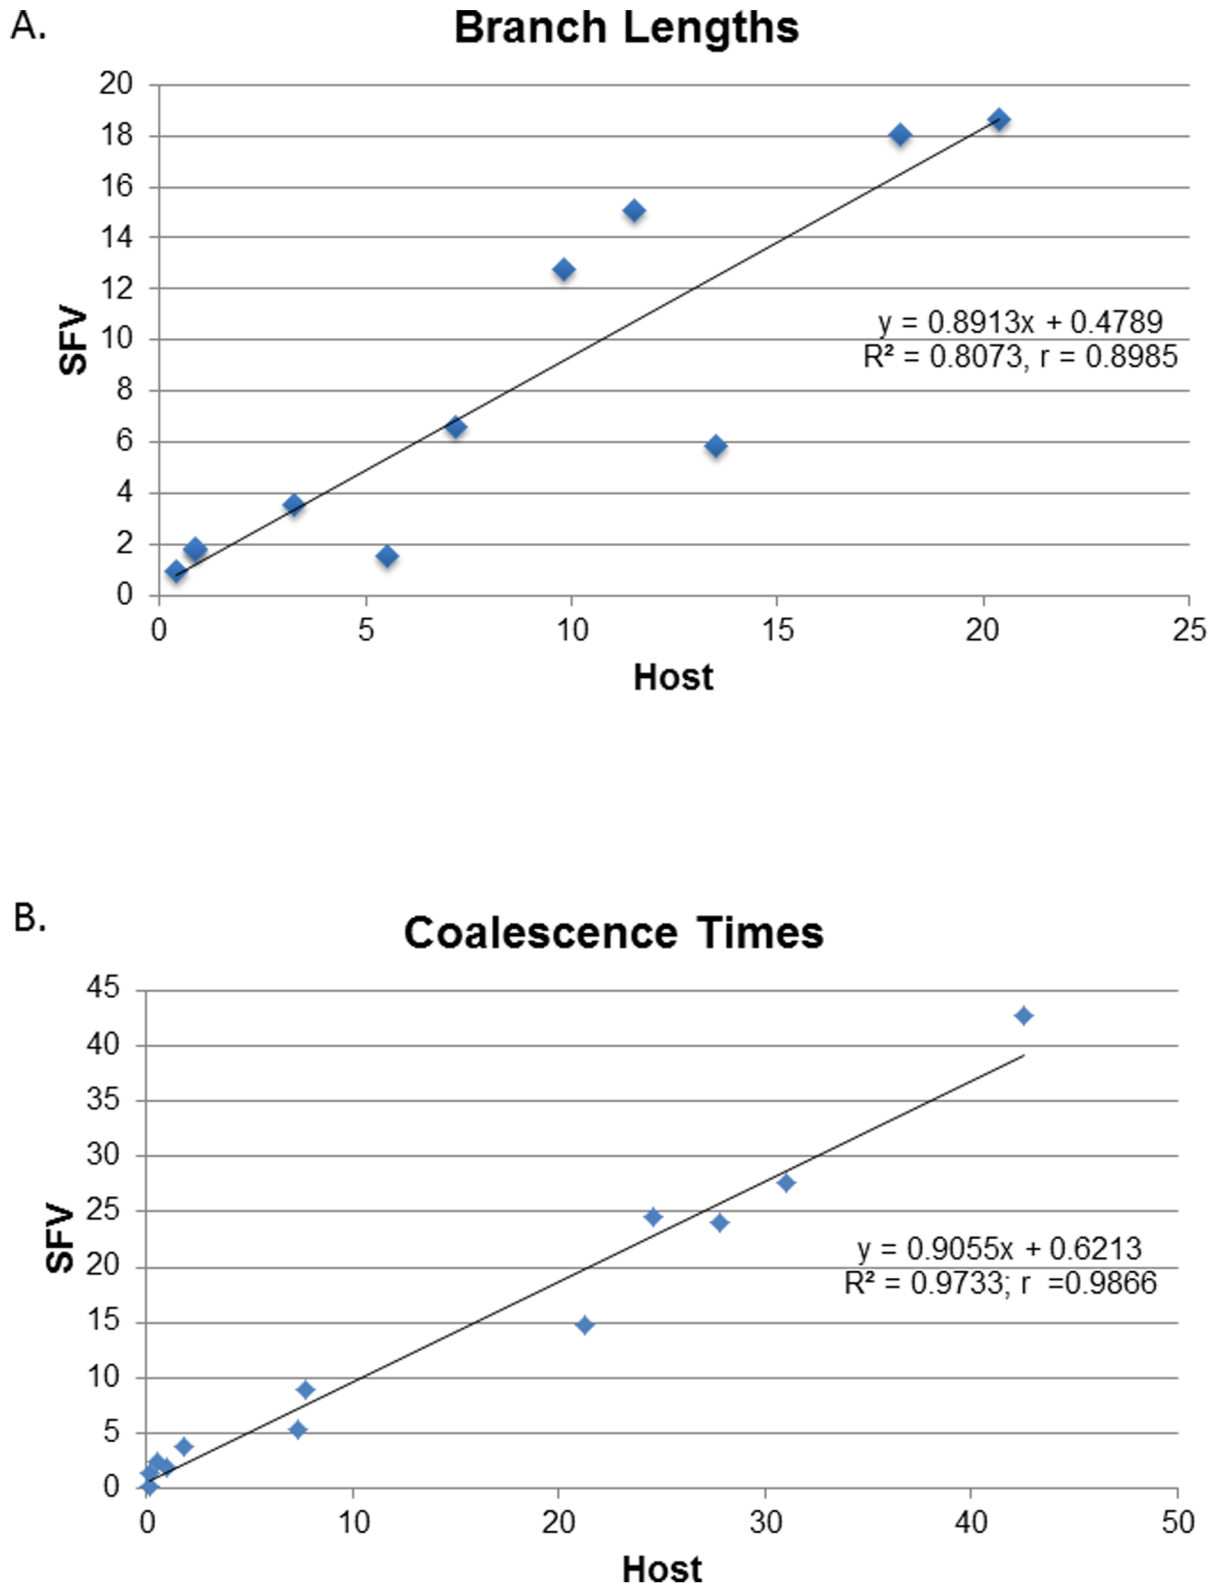 A.
Branch Lengths
20
18
16
14
12
10
8
6
4
2
0
SFV
y = 0.8913x + 0.4789
R² = 0.8073, r = 0.8985
0 5 10 15 20 25
Host
B.
Coalescence Times
45
40
35
30
25
20
15
10
5
0
SFV
y = 0.9055x + 0.6213
R² = 0.9733; r =0.9866
0 10 20 30 40 50
Host